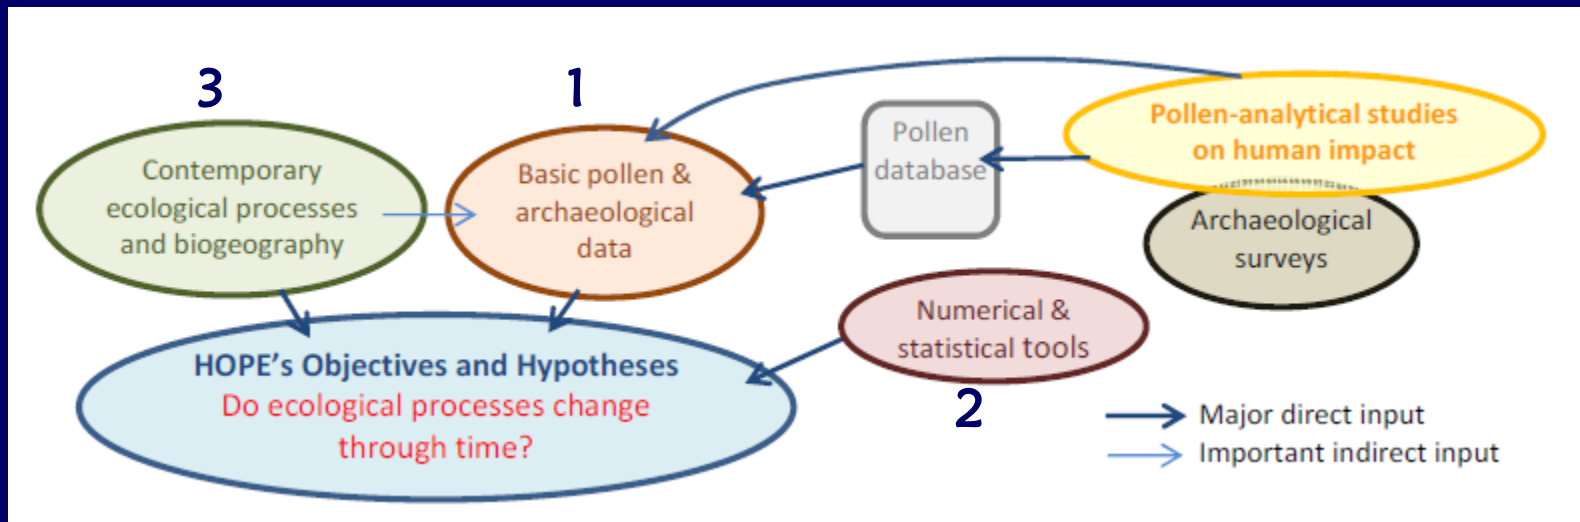 3
1
Contemporary
ecological processes
and biogeography
Basic pollen &
archaeological
data
Pollen
database
Pollen-analytical studies
on human impact
Archaeological
surveys
Numerical &
statistical tools
2
HOPE's Objectives and Hypotheses
Do ecological processes change
through time?
Major direct input
Important indirect input